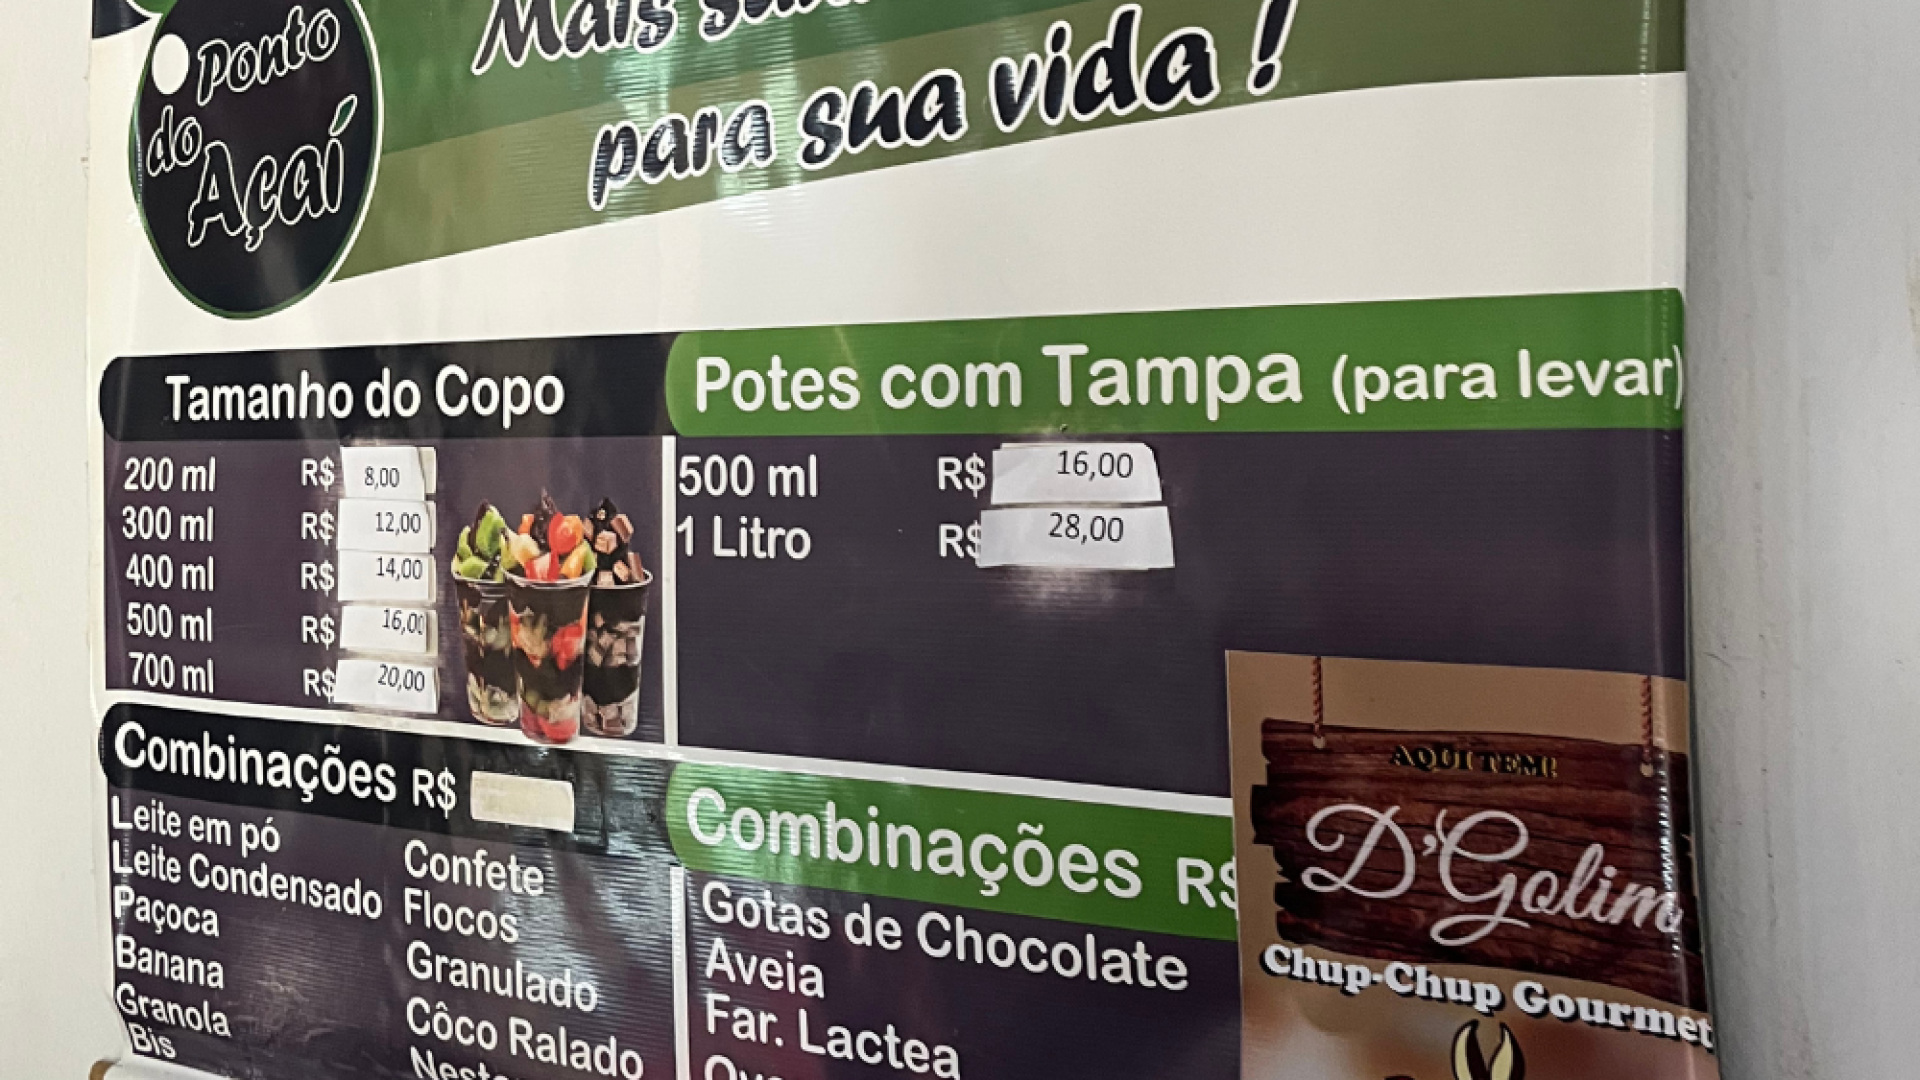 Ponto
do
Açaí
Mais
para sua vida !
Tamanho do Copo
200 ml R$ 8,00
300 ml R$ 12,00
400 ml R$ 14,00
500 ml R$ 16,00
700 ml R$ 20,00
Potes com Tampa (para levar)
500 ml R$ 16,00
1 Litro R$ 28,00
Combinações R$
Leite em pó
Leite Condensado
Paçoca
Banana
Granola
Bis
Confete
Flocos
Granulado
Côco Ralado
Combinações R$
Gotas de Chocolate
Aveia
Far. Lactea
AQUI TEM!
D'Golim
Chup-Chup Gourmet